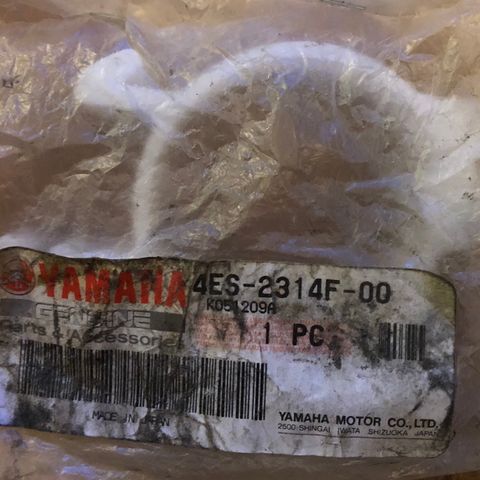 YAMAHA
GENUINE
Parts & Accessories
4ES-2314F-00
K051209A
1 PC
MADE IN JAPAN
YAMAHA MOTOR CO., LTD.
2500-SHINGAI IWATA SHIZUOKA JAPAN